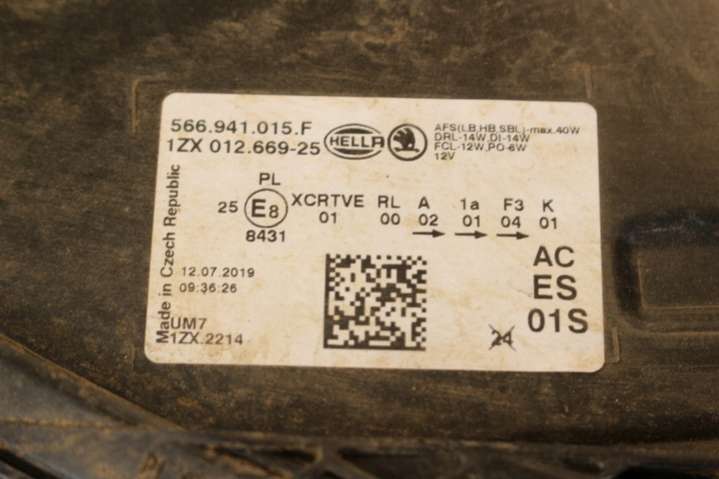 566.941.015.F
1ZX 012.669-25
HELLA
AFS(LB,HB,SBL)-max.40W
DRL-14W,DI-14W
FCL-12W,PO-6W
12V
PL
25 E8 XCRTVE RL A 1a F3 K
01 00 02 01 04 01
8431
Made in Czech Republic
12.07.2019
09:36:26
UM7
1ZX.2214
AC
ES
01S
24